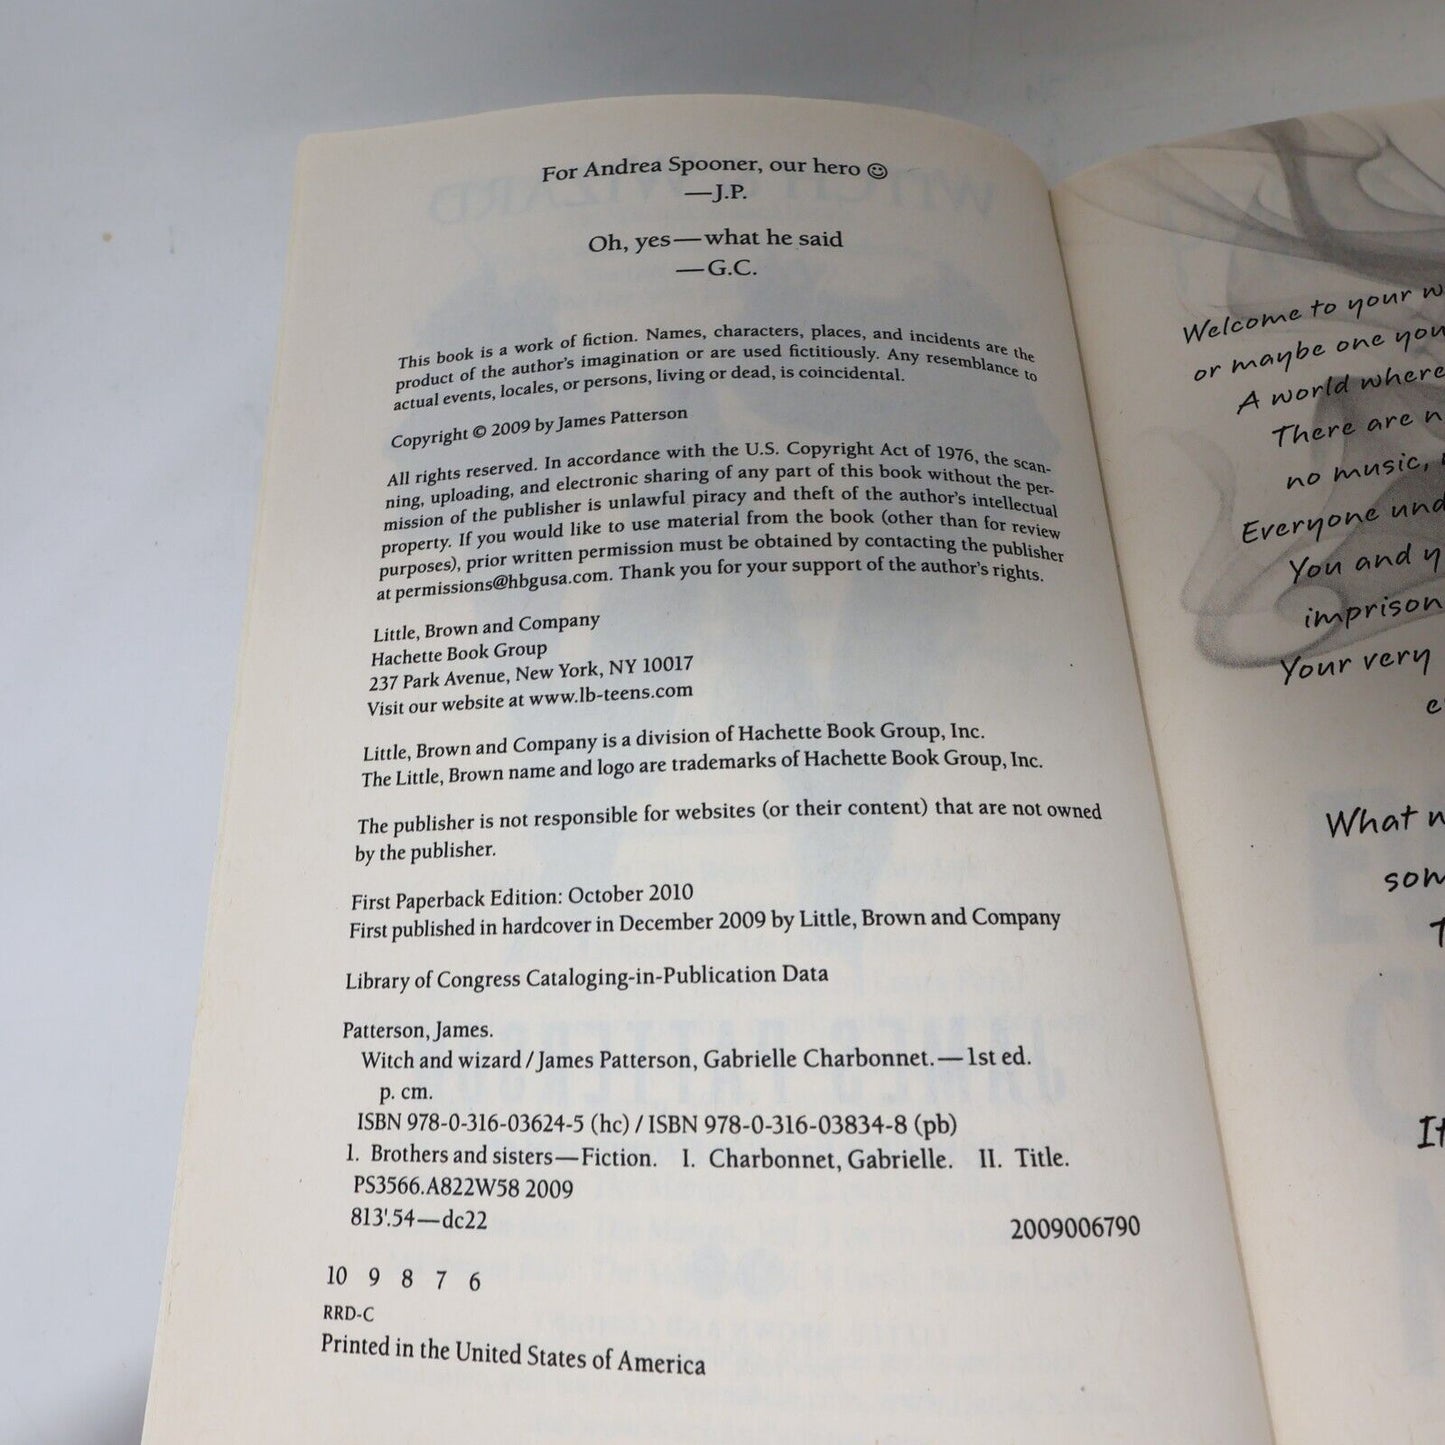 For Andrea Spooner, our hero ☺
—J.P.
Oh, yes—what he said
—G.C.
This book is a work of fiction. Names, characters, places, and incidents are the
product of the author's imagination or are used fictitiously. Any resemblance to
actual events, locales, or persons, living or dead, is coincidental.
Copyright © 2009 by James Patterson
All rights reserved. In accordance with the U.S. Copyright Act of 1976, the scan-
ning, uploading, and electronic sharing of any part of this book without the per-
mission of the publisher is unlawful piracy and theft of the author's intellectual
property. If you would like to use material from the book (other than for review
purposes), prior written permission must be obtained by contacting the publisher
at permissions@hbgusa.com. Thank you for your support of the author's rights.
Little, Brown and Company
Hachette Book Group
237 Park Avenue, New York, NY 10017
Visit our website at www.lb-teens.com
Little, Brown and Company is a division of Hachette Book Group, Inc.
The Little, Brown name and logo are trademarks of Hachette Book Group, Inc.
The publisher is not responsible for websites (or their content) that are not owned
by the publisher.
First Paperback Edition: October 2010
First published in hardcover in December 2009 by Little, Brown and Company
Library of Congress Cataloging-in-Publication Data
Patterson, James.
Witch and wizard / James Patterson, Gabrielle Charbonnet.—1st ed.
p. cm.
ISBN 978-0-316-03624-5 (hc) / ISBN 978-0-316-03834-8 (pb)
1. Brothers and sisters—Fiction. I. Charbonnet, Gabrielle. II. Title.
PS3566.A822W58 2009
813'.54—dc22
2009006790
10 9 8 7 6
RRD-C
Printed in the United States of America
Welcome to your
or maybe one
A world where
There are
no music,
Everyone
You and
Your very
What
It